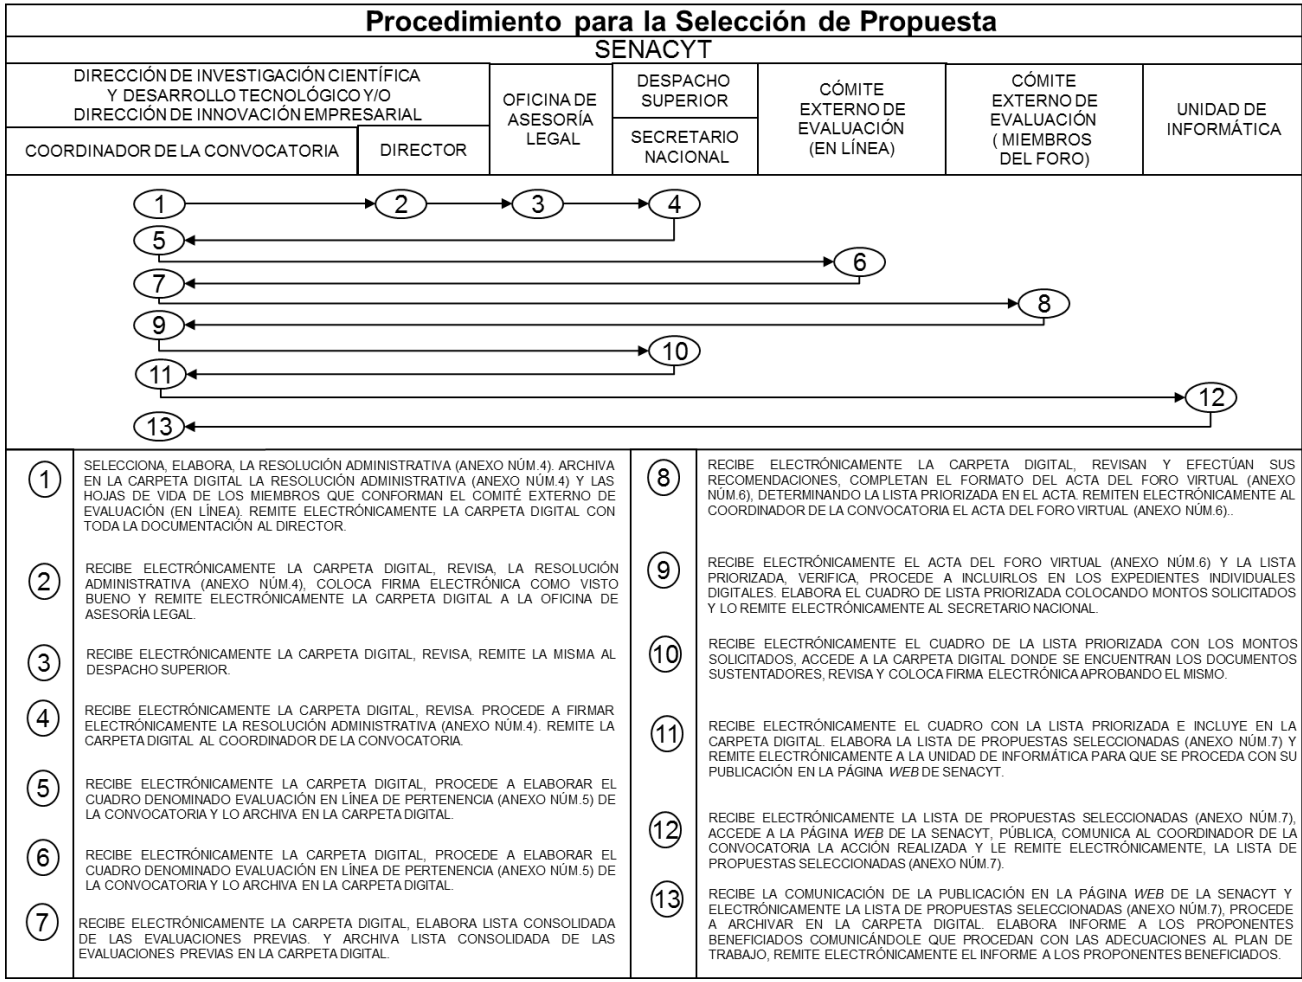 Procedimiento para la Selección de Propuesta
SENACYT
DIRECCIÓN DE INVESTIGACIÓN CIENTÍFICA
Y DESARROLLO TECNOLÓGICO Y/O
DIRECCIÓN DE INNOVACIÓN EMPRESARIAL
COORDINADOR DE LA CONVOCATORIA
DIRECTOR
OFICINA DE
ASESORÍA
LEGAL
DESPACHO
SUPERIOR
SECRETARIO
NACIONAL
CÓMITE
EXTERNO DE
EVALUACIÓN
(EN LÍNEA)
CÓMITE
EXTERNO DE
EVALUACIÓN
( MIEMBROS
DEL FORO)
UNIDAD DE
INFORMÁTICA
1
2
3
4
5
6
7
8
9
10
11
12
13
1
SELECCIONA, ELABORA, LA RESOLUCIÓN ADMINISTRATIVA (ANEXO NÚM.4). ARCHIVA
EN LA CARPETA DIGITAL LA RESOLUCIÓN ADMINISTRATIVA (ANEXO NÚM.4) Y LAS
HOJAS DE VIDA DE LOS MIEMBROS QUE CONFORMAN EL COMITÉ EXTERNO DE
EVALUACIÓN (EN LÍNEA). REMITE ELECTRÓNICAMENTE LA CARPETA DIGITAL CON
TODA LA DOCUMENTACIÓN AL DIRECTOR.
2
RECIBE ELECTRÓNICAMENTE LA CARPETA DIGITAL, REVISA, LA RESOLUCIÓN
ADMINISTRATIVA (ANEXO NÚM.4), COLOCA FIRMA ELECTRÓNICA COMO VISTO
BUENO Y REMITE ELECTRÓNICAMENTE LA CARPETA DIGITAL A LA OFICINA DE
ASESORÍA LEGAL.
3
RECIBE ELECTRÓNICAMENTE LA CARPETA DIGITAL, REVISA, REMITE LA MISMA AL
DESPACHO SUPERIOR.
4
RECIBE ELECTRÓNICAMENTE LA CARPETA DIGITAL, REVISA. PROCEDE A FIRMAR
ELECTRÓNICAMENTE LA RESOLUCIÓN ADMINISTRATIVA (ANEXO NÚM.4). REMITE LA
CARPETA DIGITAL AL COORDINADOR DE LA CONVOCATORIA.
5
RECIBE ELECTRÓNICAMENTE LA CARPETA DIGITAL, PROCEDE A ELABORAR EL
CUADRO DENOMINADO EVALUACIÓN EN LÍNEA DE PERTENENCIA (ANEXO NÚM.5) DE
LA CONVOCATORIA Y LO ARCHIVA EN LA CARPETA DIGITAL.
6
RECIBE ELECTRÓNICAMENTE LA CARPETA DIGITAL, PROCEDE A ELABORAR EL
CUADRO DENOMINADO EVALUACIÓN EN LÍNEA DE PERTENENCIA (ANEXO NÚM.5) DE
LA CONVOCATORIA Y LO ARCHIVA EN LA CARPETA DIGITAL.
7
RECIBE ELECTRÓNICAMENTE LA CARPETA DIGITAL, ELABORA LISTA CONSOLIDADA
DE LAS EVALUACIONES PREVIAS. Y ARCHIVA LISTA CONSOLIDADA DE LAS
EVALUACIONES PREVIAS EN LA CARPETA DIGITAL.
8
RECIBE ELECTRÓNICAMENTE LA CARPETA DIGITAL, REVISAN Y EFECTÚAN SUS
RECOMENDACIONES, COMPLETAN EL FORMATO DEL ACTA DEL FORO VIRTUAL (ANEXO
NÚM.6), DETERMINANDO LA LISTA PRIORIZADA EN EL ACTA. REMITEN ELECTRÓNICAMENTE AL
COORDINADOR DE LA CONVOCATORIA EL ACTA DEL FORO VIRTUAL (ANEXO NÚM.6)..
9
RECIBE ELECTRÓNICAMENTE EL ACTA DEL FORO VIRTUAL (ANEXO NÚM.6) Y LA LISTA
PRIORIZADA, VERIFICA, PROCEDE A INCLUIRLOS EN LOS EXPEDIENTES INDIVIDUALES
DIGITALES. ELABORA EL CUADRO DE LISTA PRIORIZADA COLOCANDO MONTOS SOLICITADOS
Y LO REMITE ELECTRÓNICAMENTE AL SECRETARIO NACIONAL.
10
RECIBE ELECTRÓNICAMENTE EL CUADRO DE LA LISTA PRIORIZADA CON LOS MONTOS
SOLICITADOS, ACCEDE A LA CARPETA DIGITAL DONDE SE ENCUENTRAN LOS DOCUMENTOS
SUSTENTADORES, REVISA Y COLOCA FIRMA ELECTRÓNICA APROBANDO EL MISMO.
11
RECIBE ELECTRÓNICAMENTE EL CUADRO CON LA LISTA PRIORIZADA E INCLUYE EN LA
CARPETA DIGITAL. ELABORA LA LISTA DE PROPUESTAS SELECCIONADAS (ANEXO NÚM.7) Y
REMITE ELECTRÓNICAMENTE A LA UNIDAD DE INFORMÁTICA PARA QUE SE PROCEDA CON SU
PUBLICACIÓN EN LA PÁGINA WEB DE SENACYT.
12
RECIBE ELECTRÓNICAMENTE LA LISTA DE PROPUESTAS SELECCIONADAS (ANEXO NÚM.7),
ACCEDE A LA PÁGINA WEB DE LA SENACYT, PÚBLICA, COMUNICA AL COORDINADOR DE LA
CONVOCATORIA LA ACCIÓN REALIZADA Y LE REMITE ELECTRÓNICAMENTE, LA LISTA DE
PROPUESTAS SELECCIONADAS (ANEXO NÚM.7).
13
RECIBE LA COMUNICACIÓN DE LA PUBLICACIÓN EN LA PÁGINA WEB DE LA SENACYT Y
ELECTRÓNICAMENTE LA LISTA DE PROPUESTAS SELECCIONADAS (ANEXO NÚM.7), PROCEDE
A ARCHIVAR EN LA CARPETA DIGITAL. ELABORA INFORME A LOS PROPONENTES
BENEFICIADOS COMUNICÁNDOLE QUE PROCEDAN CON LAS ADECUACIONES AL PLAN DE
TRABAJO, REMITE ELECTRÓNICAMENTE EL INFORME A LOS PROPONENTES BENEFICIADOS.